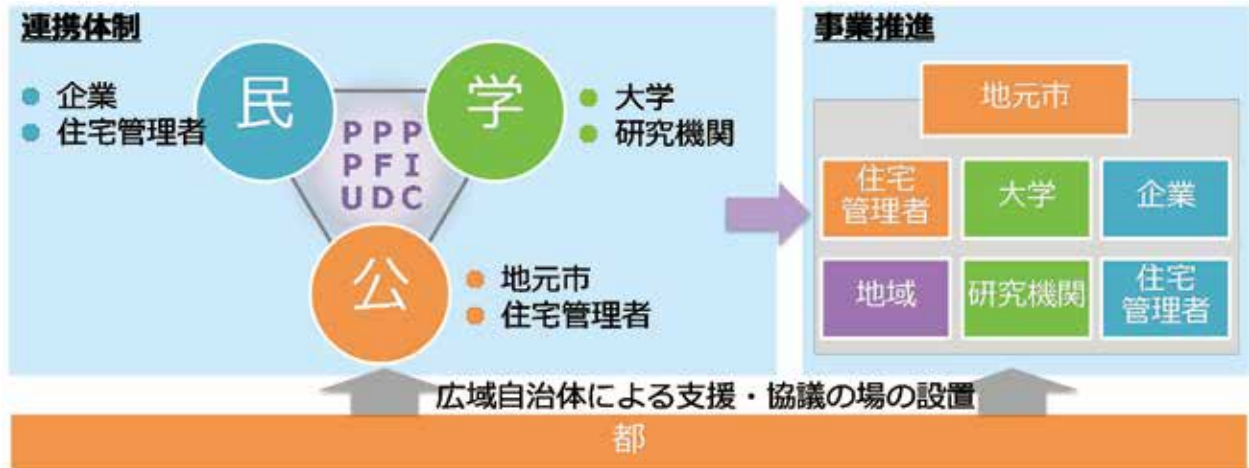 連携体制
民
学
企業
住宅管理者
大学
研究機関
PPP
PFI
UDC
公
地元市
住宅管理者
事業推進
地元市
住宅
管理者
大学
企業
地域
研究機関
住宅
管理者
広域自治体による支援・協議の場の設置
都